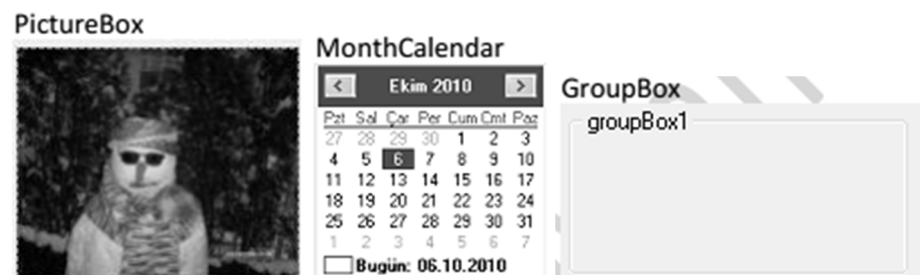 PictureBox
MonthCalendar
GroupBox
groupBox1
< Ekim 2010 >
Pzt Sal Çar Per Cum Cmt Paz
27 28 29 30 1 2 3
4 5 6 7 8 9 10
11 12 13 14 15 16 17
18 19 20 21 22 23 24
25 26 27 28 29 30 31
1 2 3 4 5 6 7
Bugün: 06.10.2010